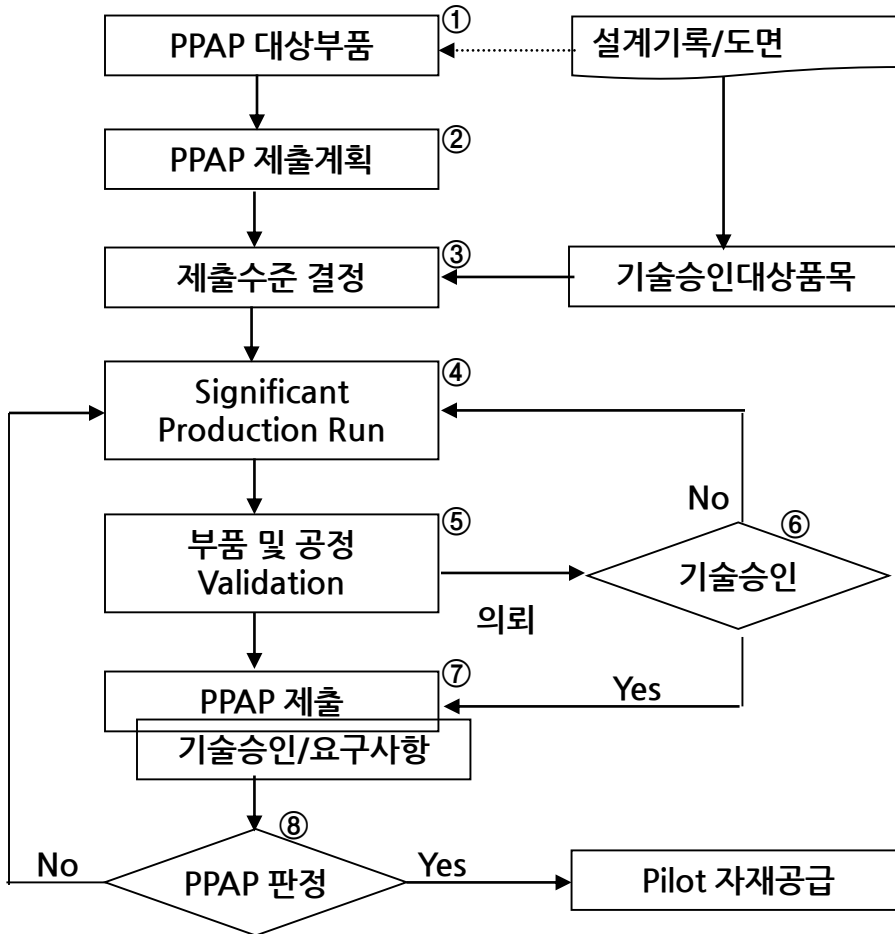 ①
PPAP 대상부품
설계기록/도면
②
PPAP 제출계획
③
제출수준 결정
기술승인대상품목
④
Significant
Production Run
No
⑤
부품 및 공정
Validation
⑥
기술승인
의뢰
⑦
PPAP 제출
Yes
기술승인/요구사항
⑧
No
PPAP 판정
Yes
Pilot 자재공급